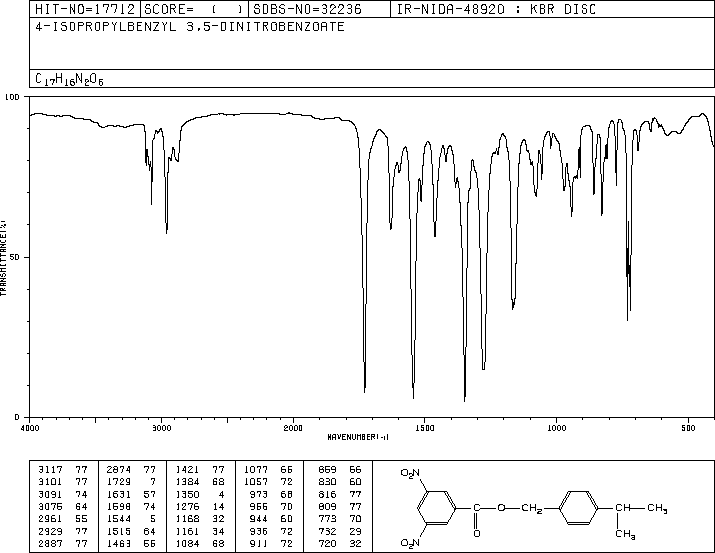 HIT-NO=17712 SCORE= ( ) SDBS-NO=32236 IR-NIDA-48920 : KBR DISC
4-ISOPROPYLBENZYL 3,5-DINITROBENZOATE
C17H16N2O6
100
50
0
TRANSMITTANCE(%)
4000 3000 2000 1500 1000 500
WAVENUMBER(-1)
3117 77 2874 77 1421 77 1077 66 859 66
3101 77 1729 7 1384 68 1057 72 830 60
3091 74 1631 57 1350 4 973 68 816 77
3075 64 1598 74 1276 14 966 70 809 77
2961 55 1544 5 1168 32 944 60 773 70
2929 77 1515 64 1161 34 936 72 732 29
2887 77 1463 55 1084 68 911 72 720 32
O2N
O2N
O
O
CH2
CH3
CH3